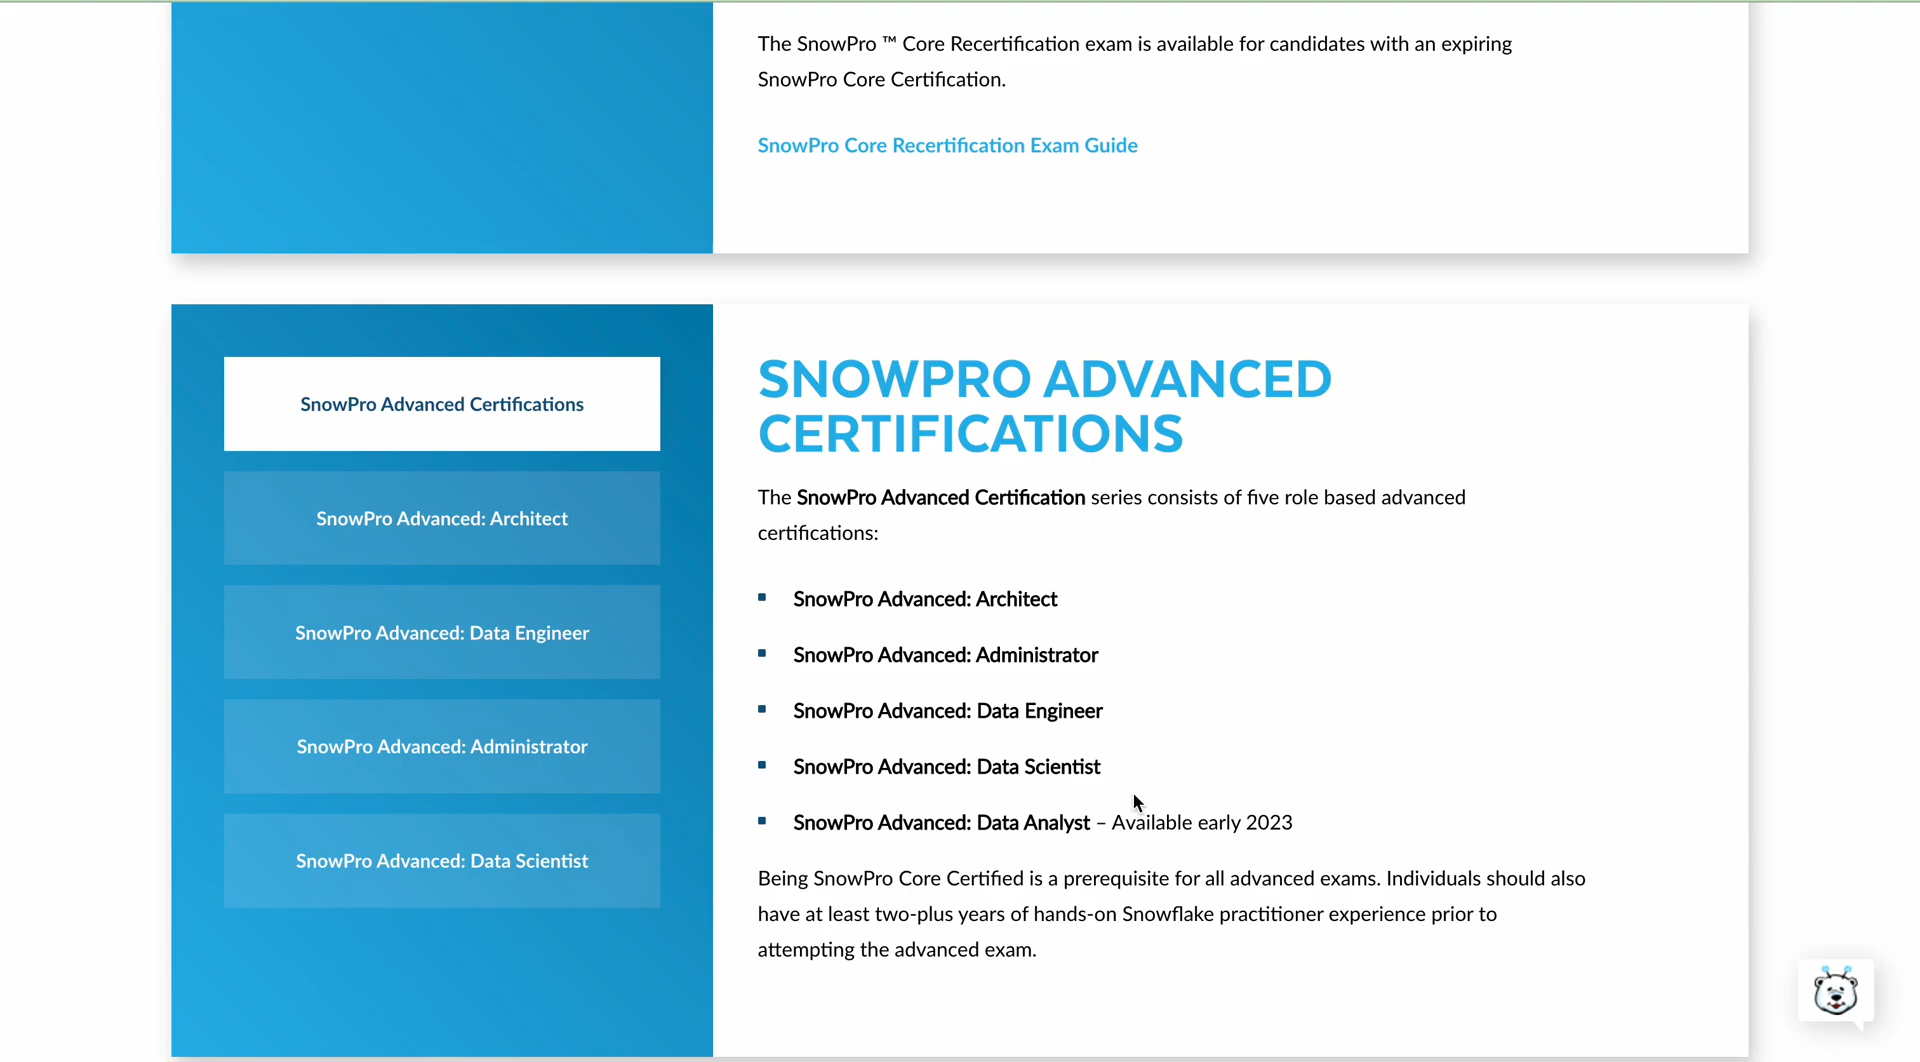 The SnowPro ™ Core Recertification exam is available for candidates with an expiring
SnowPro Core Certification.
SnowPro Core Recertification Exam Guide
SnowPro Advanced Certifications
SnowPro Advanced: Architect
SnowPro Advanced: Data Engineer
SnowPro Advanced: Administrator
SnowPro Advanced: Data Scientist
SNOWPRO ADVANCED
CERTIFICATIONS
The SnowPro Advanced Certification series consists of five role based advanced
certifications:
SnowPro Advanced: Architect
SnowPro Advanced: Administrator
SnowPro Advanced: Data Engineer
SnowPro Advanced: Data Scientist
SnowPro Advanced: Data Analyst – Available early 2023
Being SnowPro Core Certified is a prerequisite for all advanced exams. Individuals should also
have at least two-plus years of hands-on Snowflake practitioner experience prior to
attempting the advanced exam.